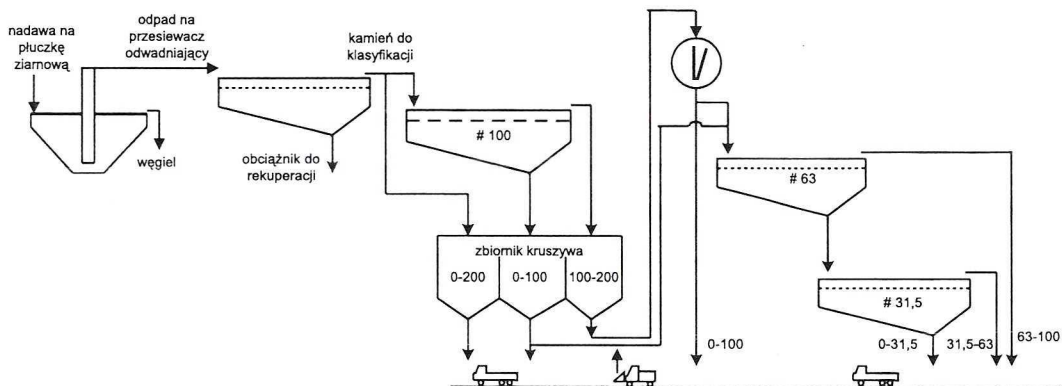 nadawa na
płuczkę
ziarnową
odpad na
przesiewacz
odwadniający
kamień do
klasyfikacji
węgiel
obciążnik do
rekuperacji
# 100
# 63
zbiornik kruszywa
0-200
0-100
100-200
# 31,5
0-100
0-31,5
31,5-63
63-100